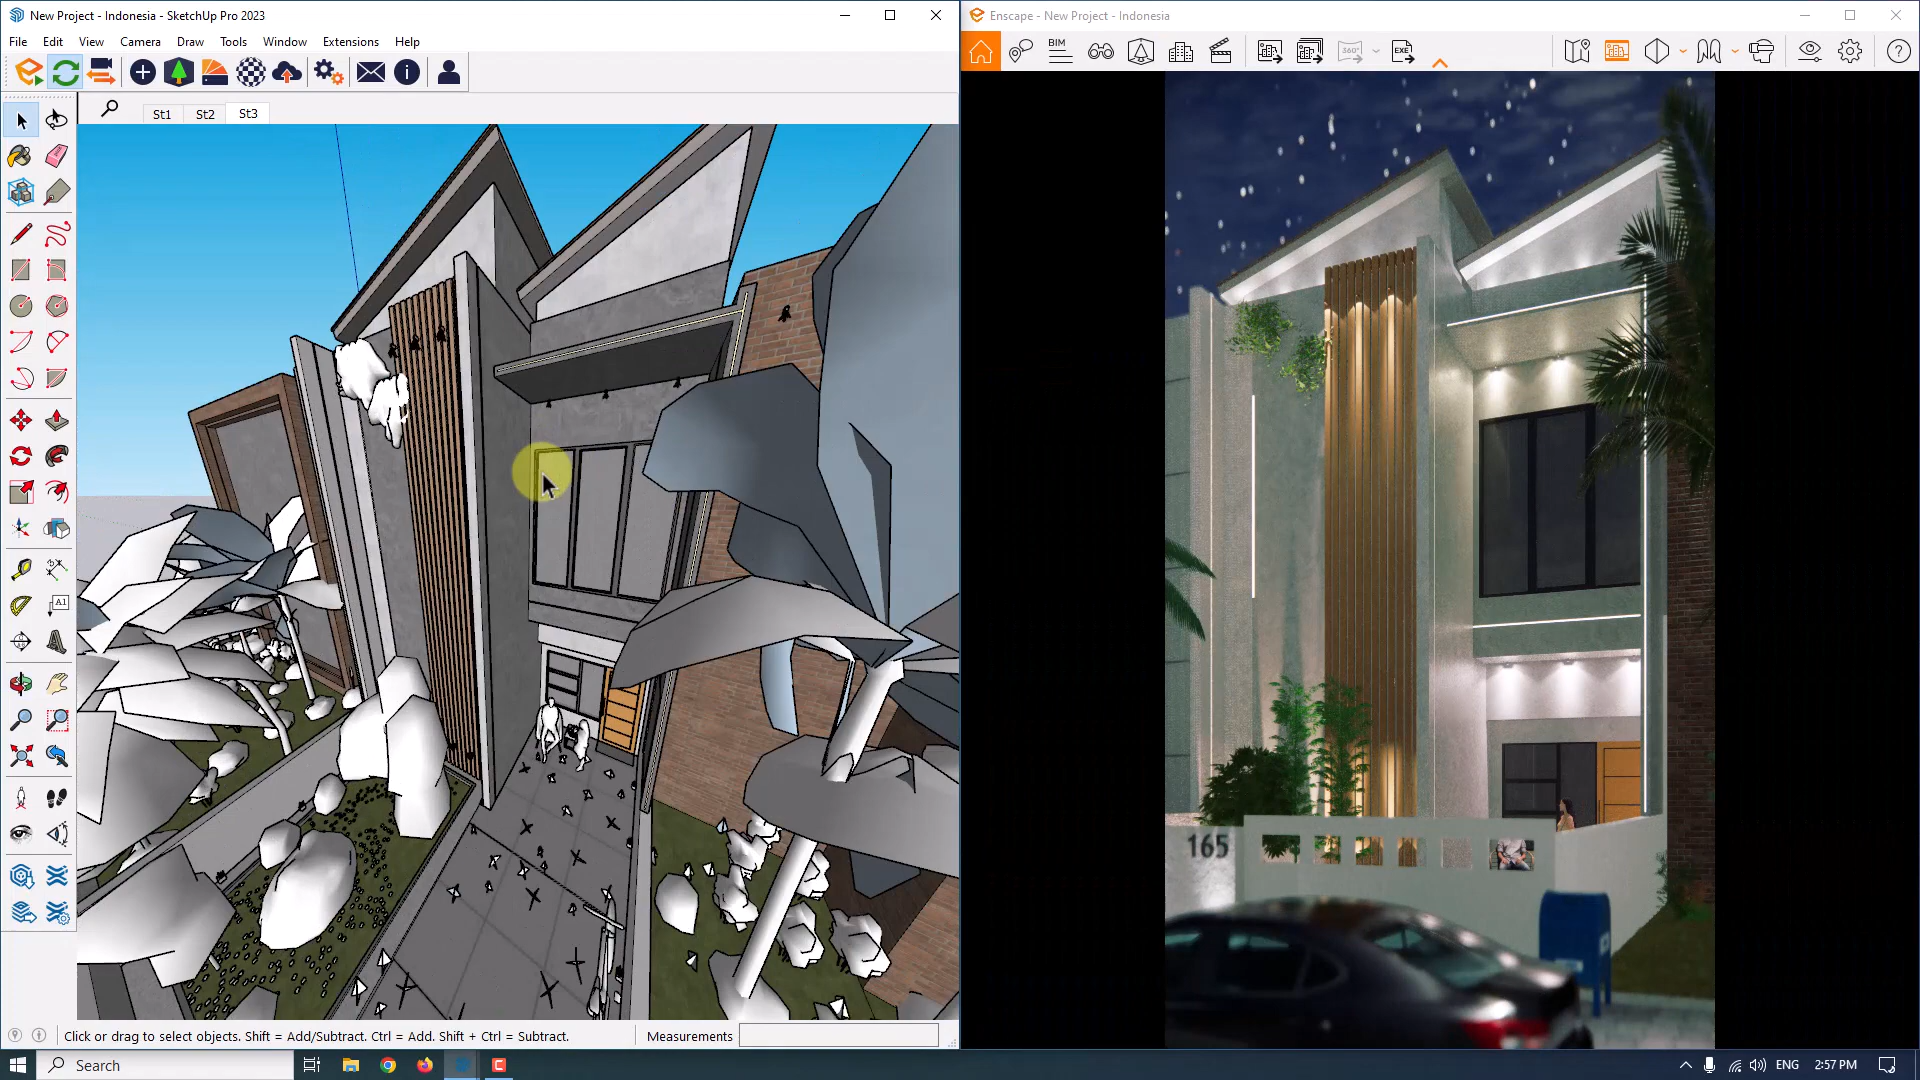 New Project - Indonesia - SketchUp Pro 2023
Enscape - New Project - Indonesia
File Edit View Camera Draw Tools Window Extensions Help
BIM
360°
EXE
St1 St2 St3
A1
165
Click or drag to select objects. Shift = Add/Subtract. Ctrl = Add. Shift + Ctrl = Subtract.
Measurements
Search
ENG
2:57 PM